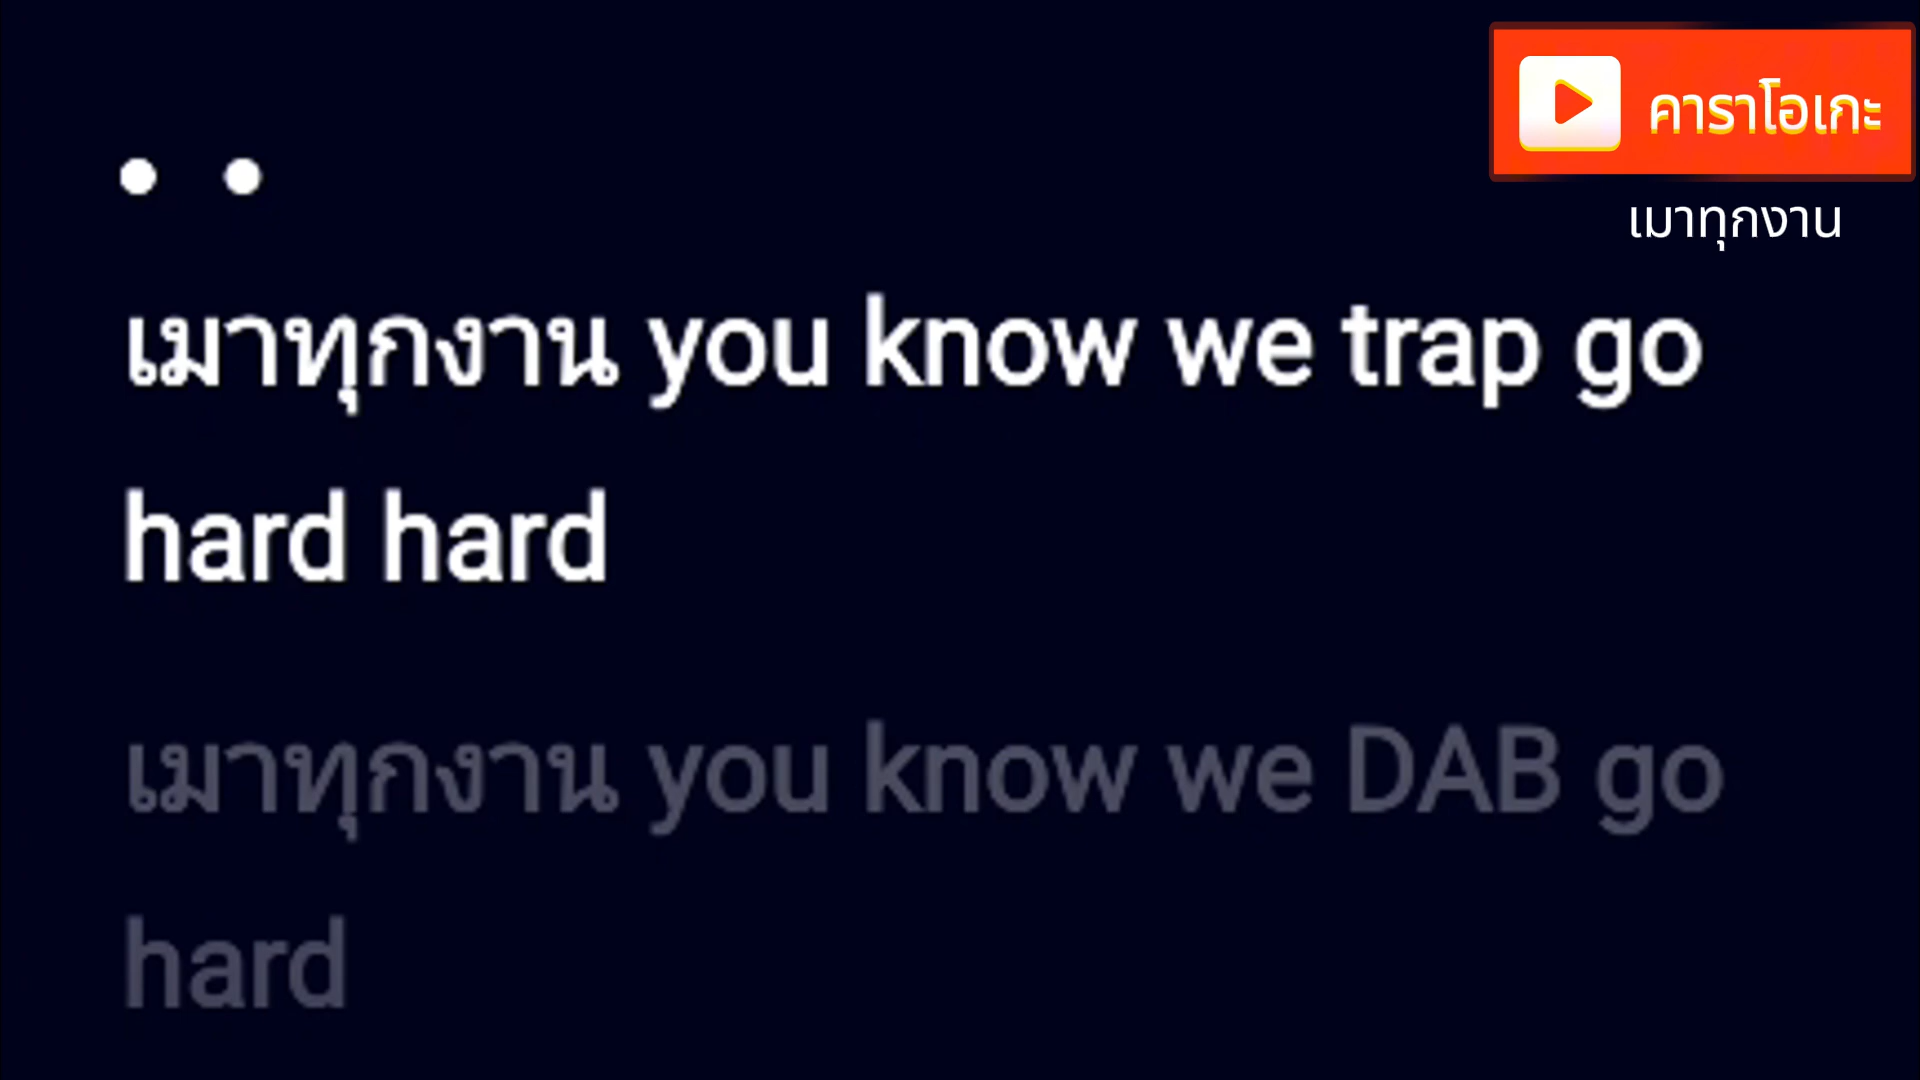 คาราโอเกะ
เมาทุกงาน
เมาทุกงาน you know we trap go
hard hard
เมาทุกงาน you know we DAB go
hard